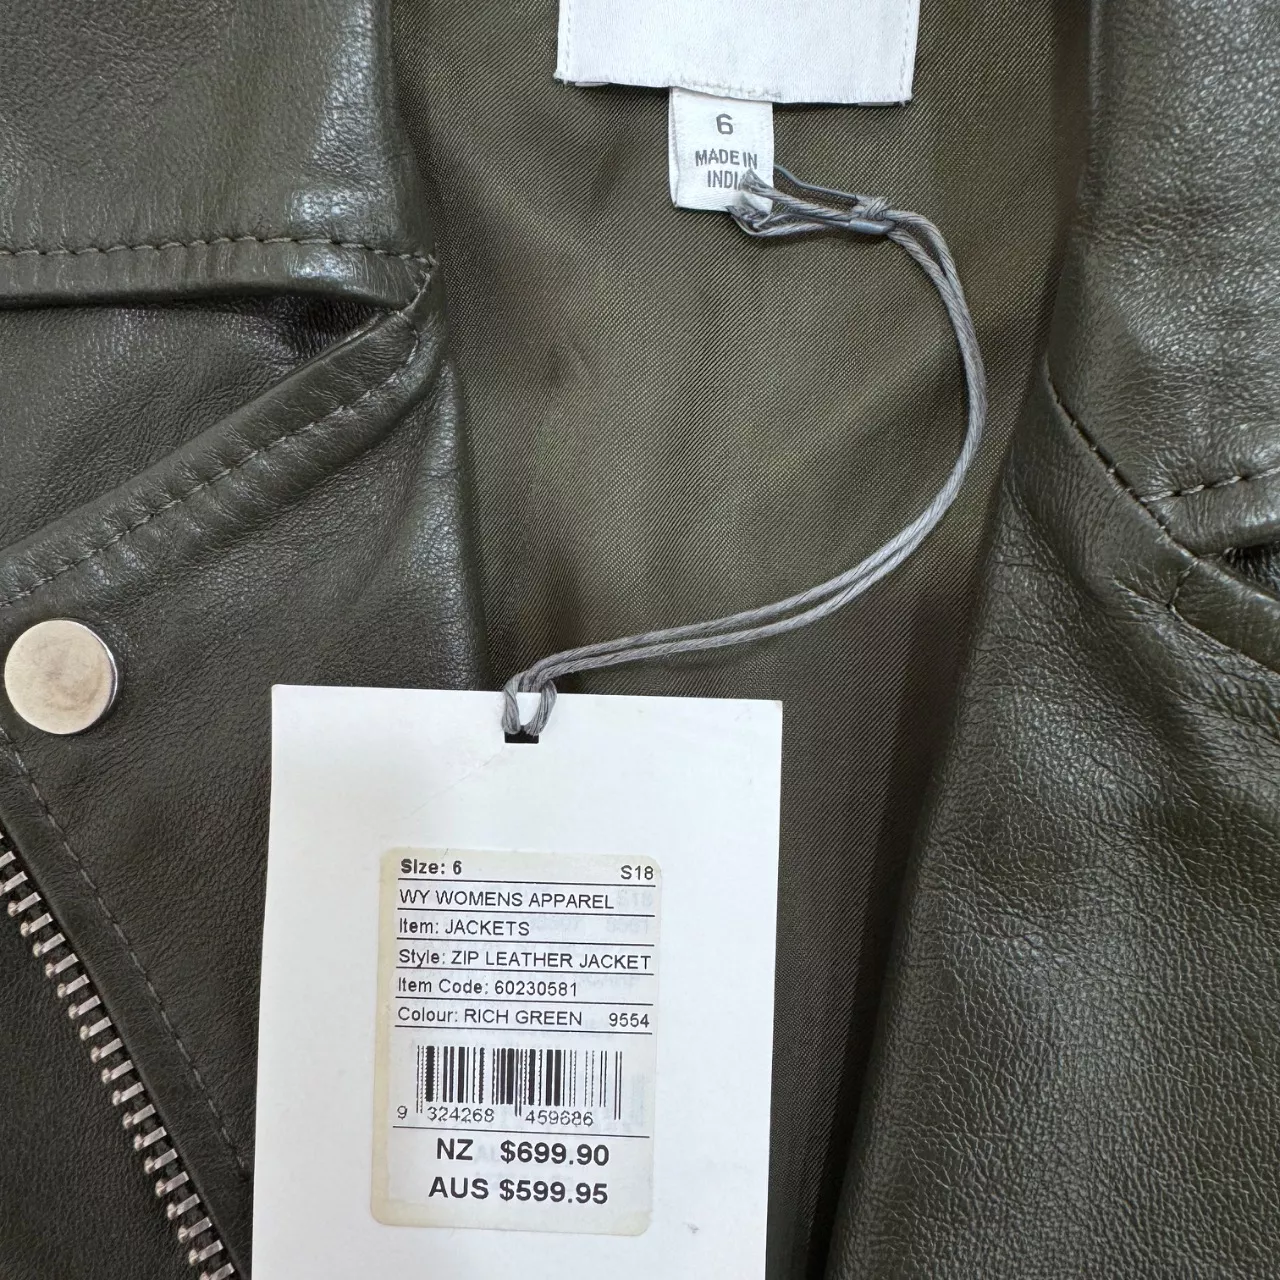 6
MADE IN
INDI
Size: 6 S18
WY WOMENS APPAREL
Item: JACKETS
Style: ZIP LEATHER JACKET
Item Code: 60230581
Colour: RICH GREEN 9554
9 324268 459686
NZ $699.90
AUS $599.95